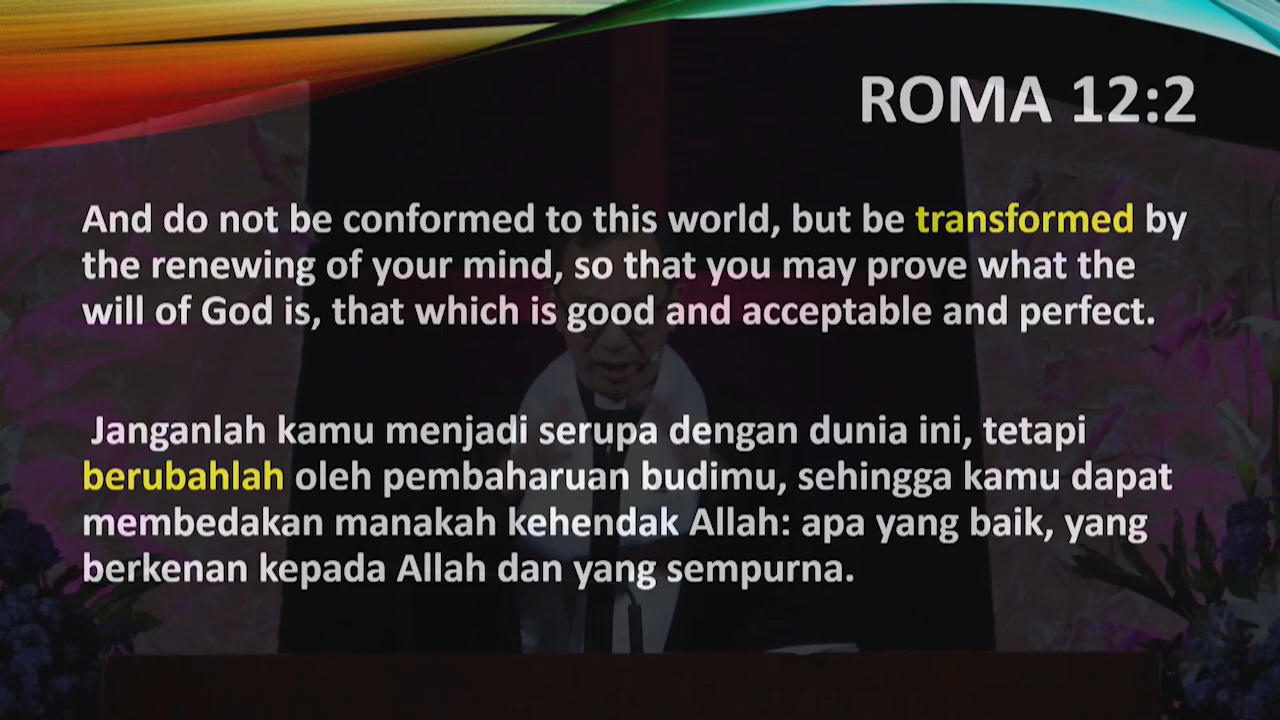 ROMA 12:2
And do not be conformed to this world, but be transformed by
the renewing of your mind, so that you may prove what the
will of God is, that which is good and acceptable and perfect.
Janganlah kamu menjadi serupa dengan dunia ini, tetapi
berubahlah oleh pembaharuan budimu, sehingga kamu dapat
membedakan manakah kehendak Allah: apa yang baik, yang
berkenan kepada Allah dan yang sempurna.